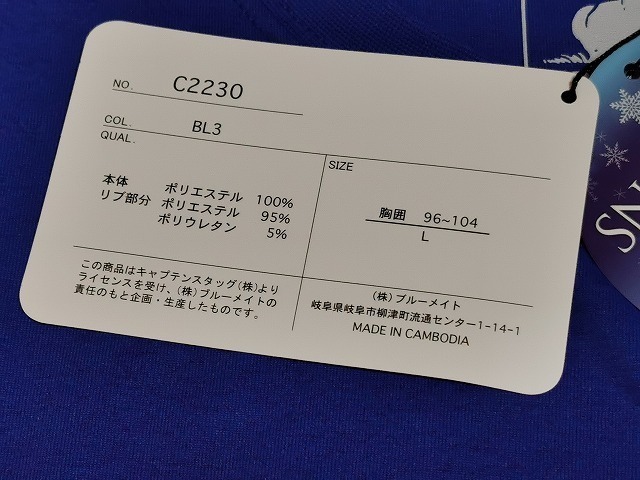 NO. C2230
COL. BL3
QUAL.
本体 ポリエステル 100%
リブ部分 ポリエステル 95%
ポリウレタン 5%
SIZE
胸囲 96~104
L
この商品はキャプテンスタッグ(株)より
ライセンスを受け、(株)ブルーメイトの
責任のもと企画・生産したものです。
(株)ブルーメイト
岐阜県岐阜市柳津町流通センター1-14-1
MADE IN CAMBODIA